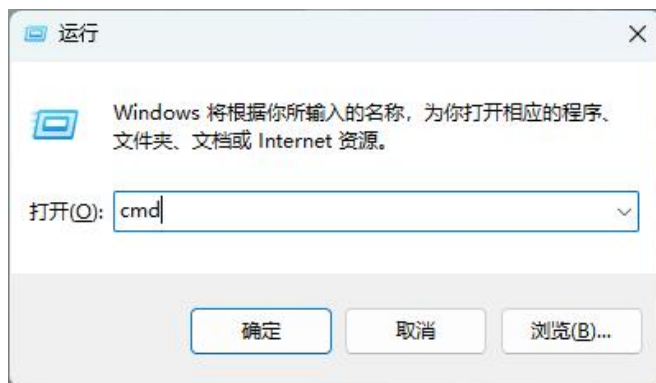 运行
Windows 将根据你所输入的名称，为你打开相应的程序、
文件夹、文档或 Internet 资源。
打开(O): cmd
确定 取消 浏览(B)...